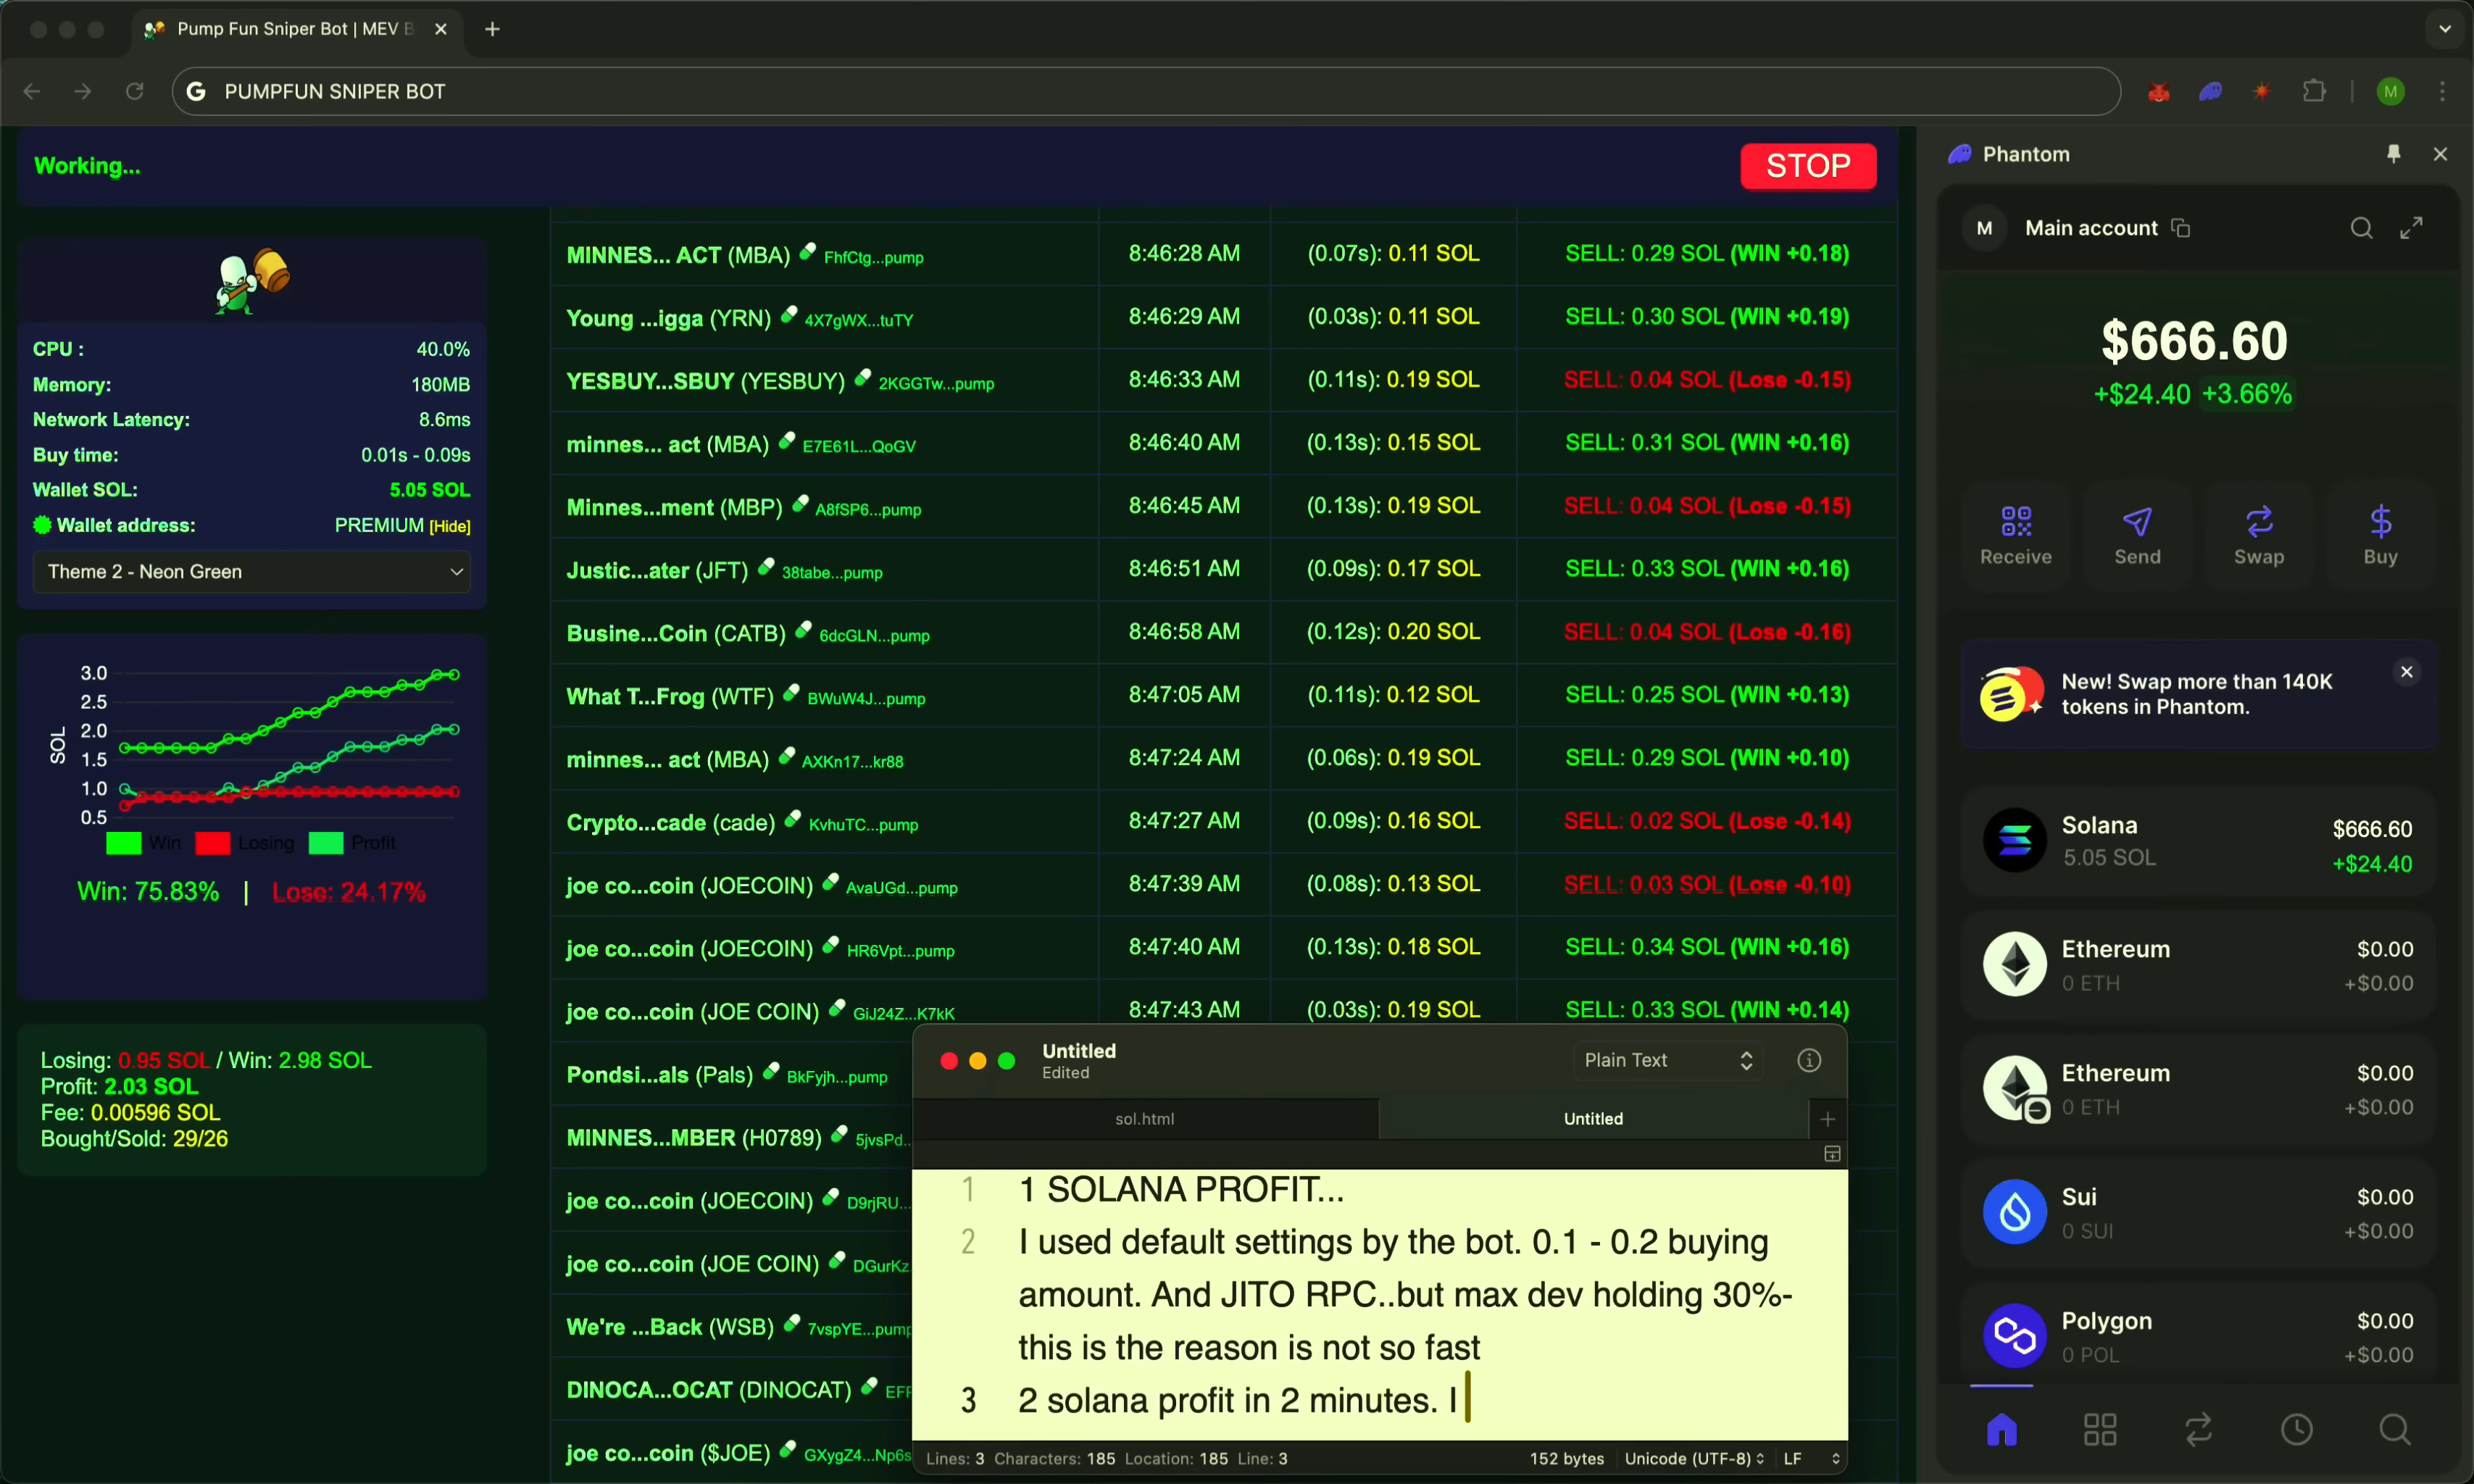 Pump Fun Sniper Bot | MEV B
PUMPFUN SNIPER BOT
M
Working...
STOP
CPU : 40.0%
Memory: 180MB
Network Latency: 8.6ms
Buy time: 0.01s - 0.09s
Wallet SOL: 5.05 SOL
Wallet address: PREMIUM [Hide]
Theme 2 - Neon Green
3.0
2.5
2.0
1.5
1.0
0.5
SOL
Win Losing Profit
Win: 75.83% | Lose: 24.17%
Losing: 0.95 SOL / Win: 2.98 SOL
Profit: 2.03 SOL
Fee: 0.00596 SOL
Bought/Sold: 29/26
MINNES... ACT (MBA) FhfCtg...pump 8:46:28 AM (0.07s): 0.11 SOL SELL: 0.29 SOL (WIN +0.18)
Young ...igga (YRN) 4X7gWX...tuTY 8:46:29 AM (0.03s): 0.11 SOL SELL: 0.30 SOL (WIN +0.19)
YESBUY...SBUY (YESBUY) 2KGGTw...pump 8:46:33 AM (0.11s): 0.19 SOL SELL: 0.04 SOL (Lose -0.15)
minnes... act (MBA) E7E61L...QoGV 8:46:40 AM (0.13s): 0.15 SOL SELL: 0.31 SOL (WIN +0.16)
Minnes...ment (MBP) A8fSP6...pump 8:46:45 AM (0.13s): 0.19 SOL SELL: 0.04 SOL (Lose -0.15)
Justic...ater (JFT) 38tabe...pump 8:46:51 AM (0.09s): 0.17 SOL SELL: 0.33 SOL (WIN +0.16)
Busine...Coin (CATB) 6dcGLN...pump 8:46:58 AM (0.12s): 0.20 SOL SELL: 0.04 SOL (Lose -0.16)
What T...Frog (WTF) BWuW4J...pump 8:47:05 AM (0.11s): 0.12 SOL SELL: 0.25 SOL (WIN +0.13)
minnes... act (MBA) AXKn17...kr88 8:47:24 AM (0.06s): 0.19 SOL SELL: 0.29 SOL (WIN +0.10)
Crypto...cade (cade) KvhuTC...pump 8:47:27 AM (0.09s): 0.16 SOL SELL: 0.02 SOL (Lose -0.14)
joe co...coin (JOECOIN) AvaUGd...pump 8:47:39 AM (0.08s): 0.13 SOL SELL: 0.03 SOL (Lose -0.10)
joe co...coin (JOECOIN) HR6Vpt...pump 8:47:40 AM (0.13s): 0.18 SOL SELL: 0.34 SOL (WIN +0.16)
joe co...coin (JOE COIN) GiJ24Z...K7kK 8:47:43 AM (0.03s): 0.19 SOL SELL: 0.33 SOL (WIN +0.14)
Pondsi...als (Pals) BkFyjh...pump
MINNES...MBER (H0789) 5jvsPd...
joe co...coin (JOECOIN) D9rjRU...
joe co...coin (JOE COIN) DGurKz
We're ...Back (WSB) 7vspYE...pump
DINOCA...OCAT (DINOCAT) EFF
joe co...coin ($JOE) GXygZ4...Np6s
Untitled
Edited
Plain Text
sol.html Untitled
1 1 SOLANA PROFIT...
2 I used default settings by the bot. 0.1 - 0.2 buying
amount. And JITO RPC..but max dev holding 30%-
this is the reason is not so fast
3 2 solana profit in 2 minutes. I
Lines: 3 Characters: 185 Location: 185 Line: 3 152 bytes Unicode (UTF-8) LF
Phantom
M Main account
$666.60
+$24.40 +3.66%
Receive Send Swap Buy
New! Swap more than 140K
tokens in Phantom.
Solana $666.60
5.05 SOL +$24.40
Ethereum $0.00
0 ETH +$0.00
Ethereum $0.00
0 ETH +$0.00
Sui $0.00
0 SUI +$0.00
Polygon $0.00
0 POL +$0.00